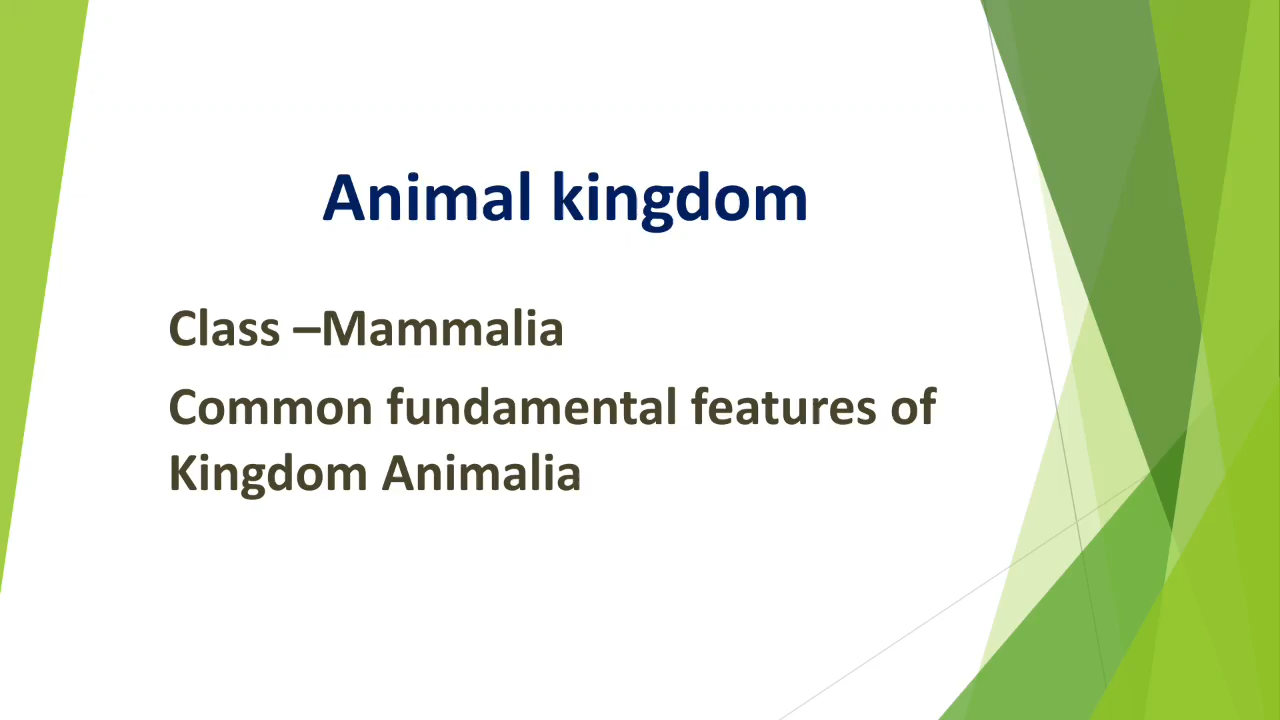 Animal kingdom
Class –Mammalia
Common fundamental features of
Kingdom Animalia